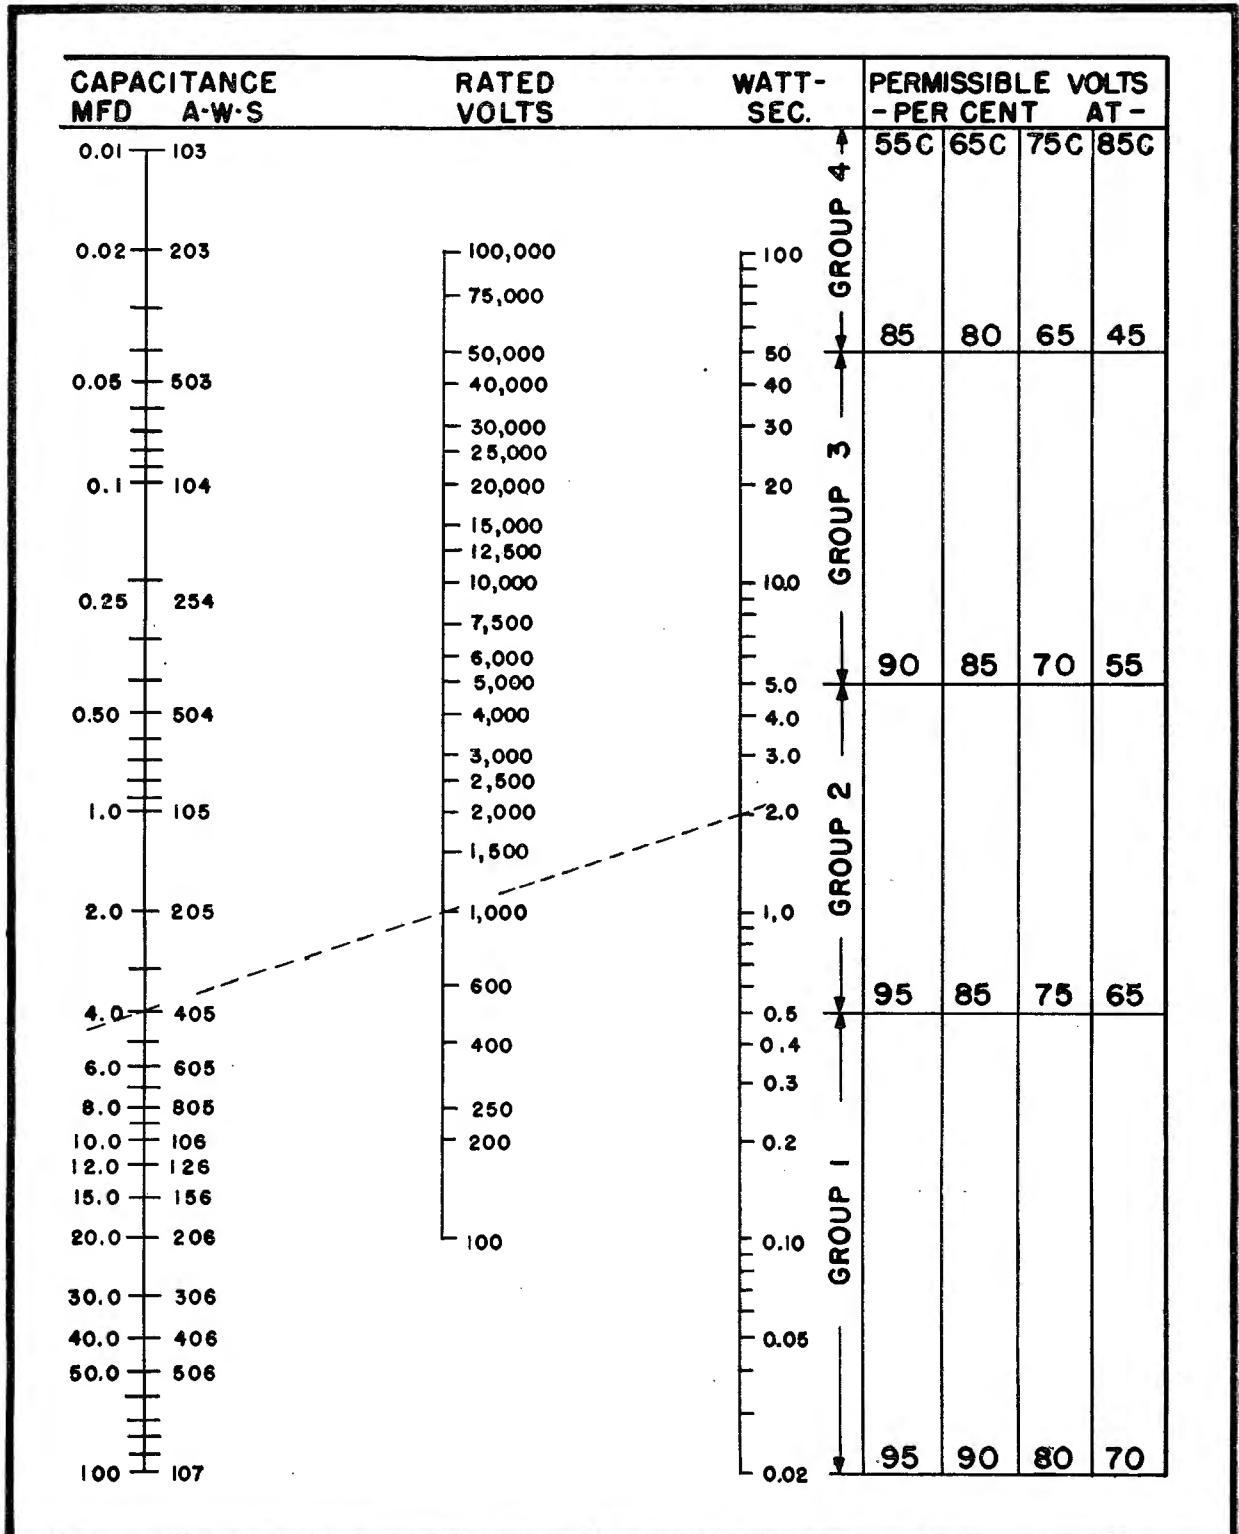 CAPACITANCE RATED WATT- PERMISSIBLE VOLTS
MFD A·W·S VOLTS SEC. -PER CENT AT-
55C 65C 75C 85C
0.01 103
0.02 203 100,000 100
75,000
GROUP 4
85 80 65 45
50,000 50
0.05 503 40,000 40
30,000 30
25,000
0.1 104 20,000 20
15,000
12,500
GROUP 3
10,000 10.0
0.25 254
7,500
6,000
90 85 70 55
5,000 5.0
0.50 504 4,000 4.0
3,000 3.0
2,500
1.0 105 2,000 2.0
1,500
GROUP 2
2.0 205 1,000 1.0
600
95 85 75 65
4.0 405 0.5
400 0.4
6.0 605
0.3
8.0 805 250
10.0 106 200 0.2
12.0 126
15.0 156
GROUP 1
20.0 206 100 0.10
30.0 306
40.0 406 0.05
50.0 506
95 90 80 70
100 107 0.02